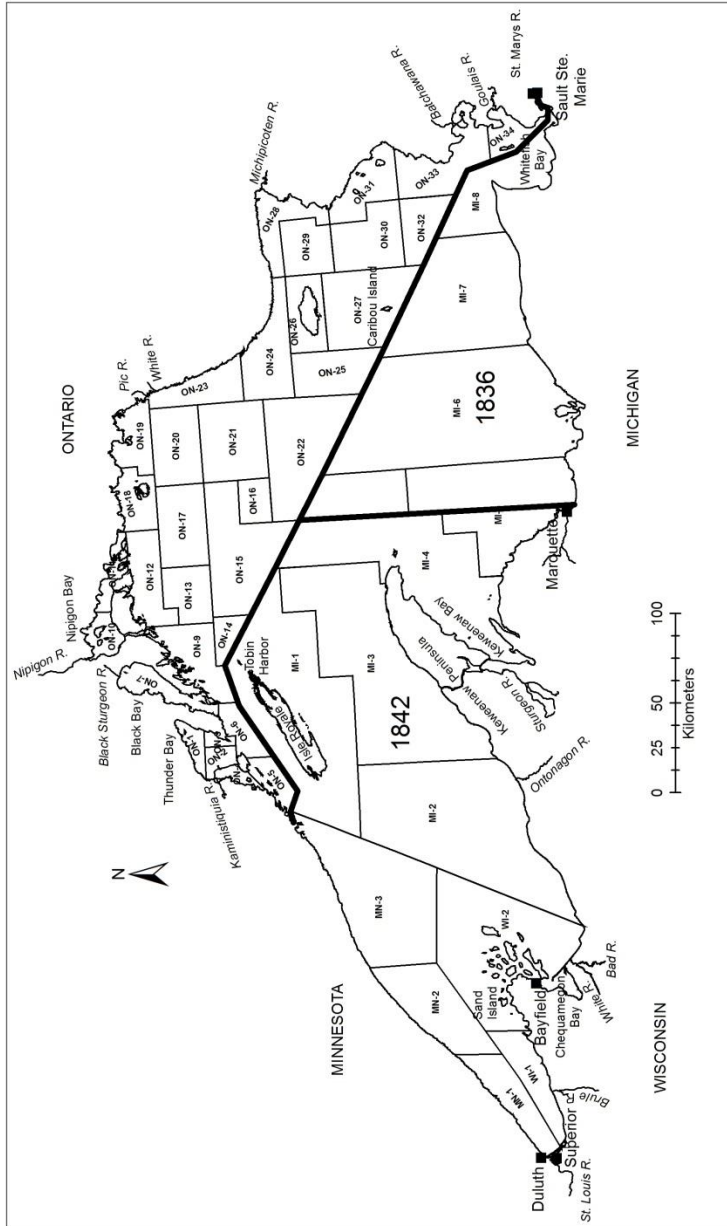 ONTARIO
MINNESOTA
WISCONSIN
MICHIGAN
N
Nipigon R.
Nipigon Bay
Black Sturgeon R.
Black Bay
Thunder Bay
Kaministiquia R.
Pic R.
White R.
Michipicoten R.
Batchawana R.
Goulais R.
St. Marys R.
Sault Ste.
Marie
Whitefish
Bay
Caribou Island
Tobin
Harbor
Isle Royale
Keweenaw
Peninsula
Keweenaw Bay
Sturgeon R.
Ontonagon R.
Marquette
Sand
Island
Bayfield
Chequamegon
Bay
White R.
Bad R.
Brule R.
Duluth
Superior
St. Louis R.
1842
1836
ON-1
ON-5
ON-6
ON-7
ON-9
ON-10
ON-12
ON-13
ON-14
ON-15
ON-16
ON-17
ON-18
ON-19
ON-20
ON-21
ON-22
ON-23
ON-24
ON-25
ON-26
ON-27
ON-28
ON-29
ON-30
ON-31
ON-32
ON-33
ON-34
MI-1
MI-2
MI-3
MI-4
MI-6
MI-7
MI-8
MN-1
MN-2
MN-3
WI-1
WI-2
0 25 50 100
Kilometers